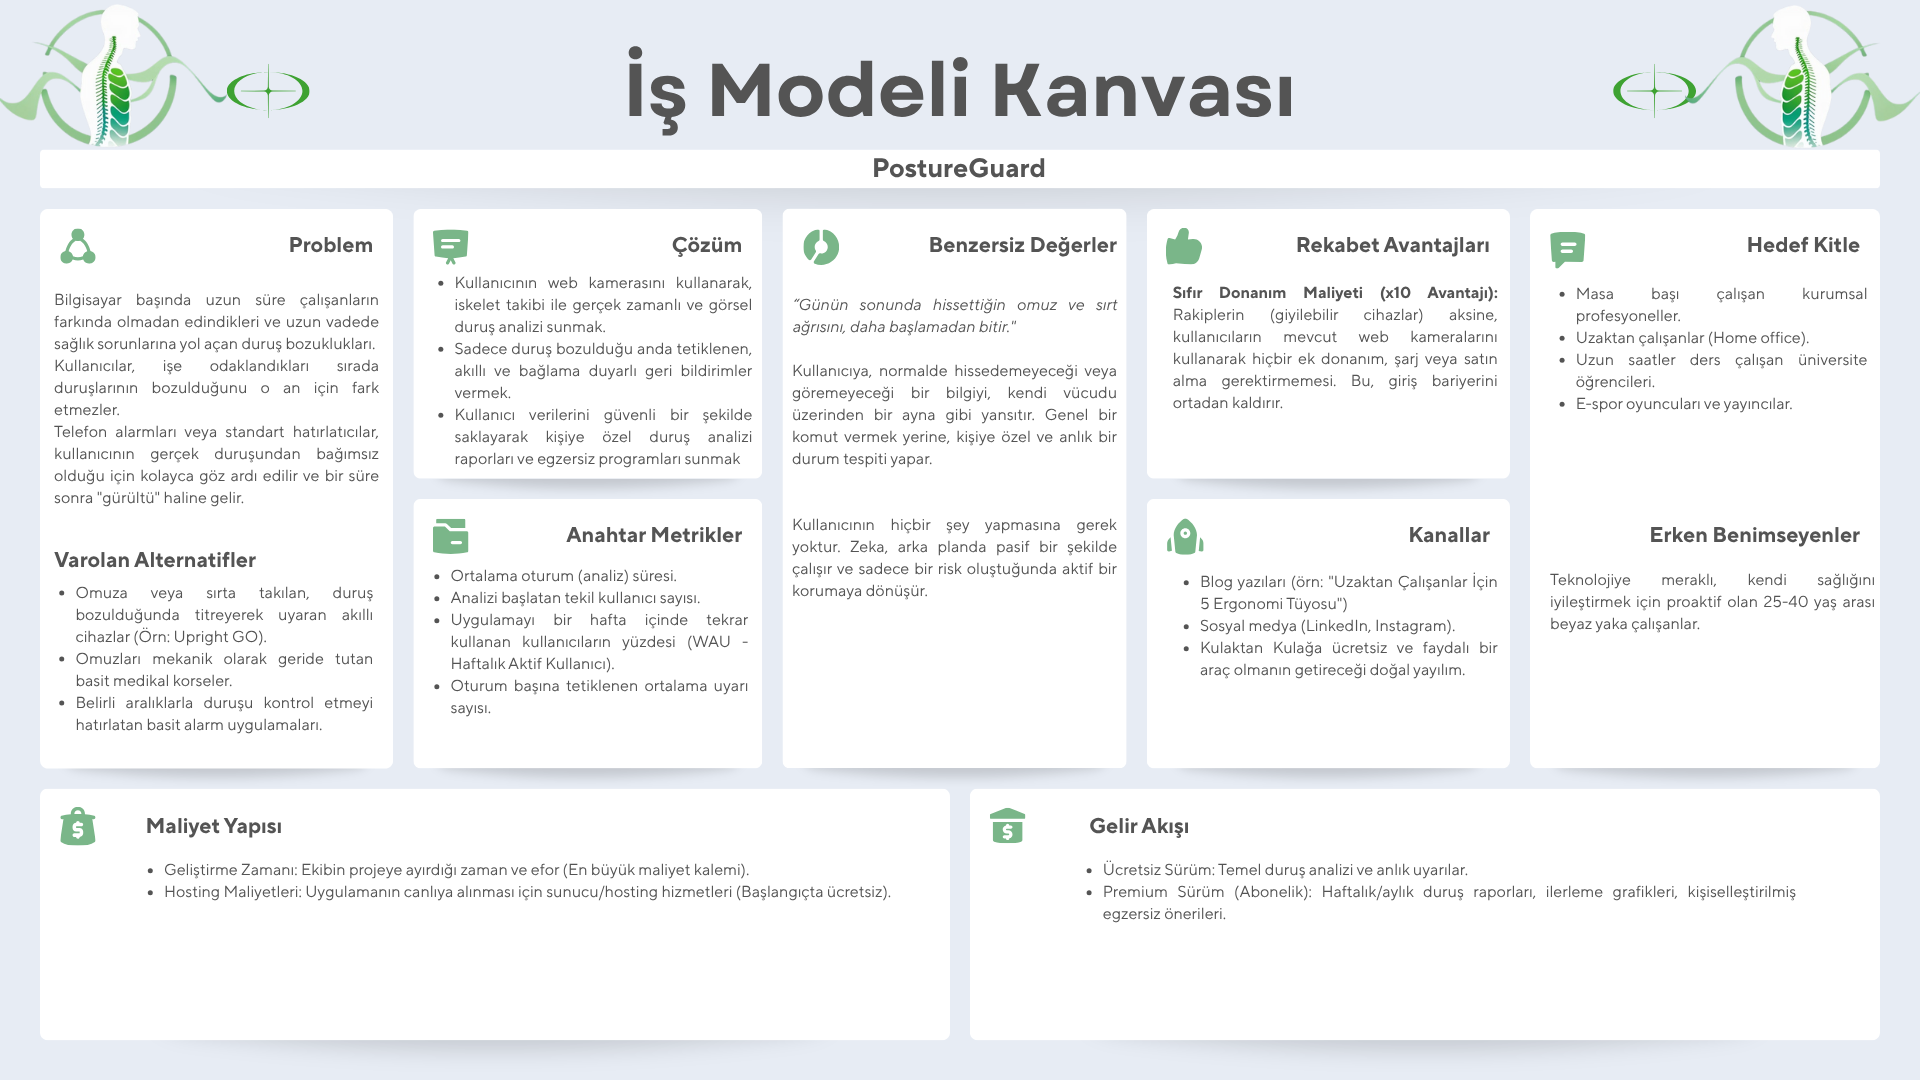 İş Modeli Kanvası
PostureGuard
Problem
Bilgisayar başında uzun süre çalışanların
farkında olmadan edindikleri ve uzun vadede
sağlık sorunlarına yol açan duruş bozuklukları.
Kullanıcılar, işe odaklandıkları sırada
duruşlarının bozulduğunu o an için fark
etmezler.
Telefon alarmları veya standart hatırlatıcılar,
kullanıcının gerçek duruşundan bağımsız
olduğu için kolayca göz ardı edilir ve bir süre
sonra "gürültü" haline gelir.
Varolan Alternatifler
• Omuza veya sırta takılan, duruş
bozulduğunda titreyerek uyaran akıllı
cihazlar (Örn: Upright GO).
• Omuzları mekanik olarak geride tutan
basit medikal korseler.
• Belirli aralıklarla duruşu kontrol etmeyi
hatırlatan basit alarm uygulamaları.
Çözüm
• Kullanıcının web kamerasını kullanarak,
iskelet takibi ile gerçek zamanlı ve görsel
duruş analizi sunmak.
• Sadece duruş bozulduğu anda tetiklenen,
akıllı ve bağlama duyarlı geri bildirimler
vermek.
• Kullanıcı verilerini güvenli bir şekilde
saklayarak kişiye özel duruş analizi
raporları ve egzersiz programları sunmak
Anahtar Metrikler
• Ortalama oturum (analiz) süresi.
• Analizi başlatan tekil kullanıcı sayısı.
• Uygulamayı bir hafta içinde tekrar
kullanan kullanıcıların yüzdesi (WAU -
Haftalık Aktif Kullanıcı).
• Oturum başına tetiklenen ortalama uyarı
sayısı.
Benzersiz Değerler
“Günün sonunda hissettiğin omuz ve sırt
ağrısını, daha başlamadan bitir."
Kullanıcıya, normalde hissedemeyeceği veya
göremeyeceği bir bilgiyi, kendi vücudu
üzerinden bir ayna gibi yansıtır. Genel bir
komut vermek yerine, kişiye özel ve anlık bir
durum tespiti yapar.
Kullanıcının hiçbir şey yapmasına gerek
yoktur. Zeka, arka planda pasif bir şekilde
çalışır ve sadece bir risk oluştuğunda aktif bir
korumaya dönüşür.
Rekabet Avantajları
Sıfır Donanım Maliyeti (x10 Avantajı):
Rakiplerin (giyilebilir cihazlar) aksine,
kullanıcıların mevcut web kameralarını
kullanarak hiçbir ek donanım, şarj veya satın
alma gerektirmemesi. Bu, giriş bariyerini
ortadan kaldırır.
Kanallar
• Blog yazıları (örn: "Uzaktan Çalışanlar İçin
5 Ergonomi Tüyosu")
• Sosyal medya (LinkedIn, Instagram).
• Kulaktan Kulağa ücretsiz ve faydalı bir
araç olmanın getireceği doğal yayılım.
Hedef Kitle
• Masa başı çalışan kurumsal
profesyoneller.
• Uzaktan çalışanlar (Home office).
• Uzun saatler ders çalışan üniversite
öğrencileri.
• E-spor oyuncuları ve yayıncılar.
Erken Benimseyenler
Teknolojiye meraklı, kendi sağlığını
iyileştirmek için proaktif olan 25-40 yaş arası
beyaz yaka çalışanlar.
Maliyet Yapısı
• Geliştirme Zamanı: Ekibin projeye ayırdığı zaman ve efor (En büyük maliyet kalemi).
• Hosting Maliyetleri: Uygulamanın canlıya alınması için sunucu/hosting hizmetleri (Başlangıçta ücretsiz).
Gelir Akışı
• Ücretsiz Sürüm: Temel duruş analizi ve anlık uyarılar.
• Premium Sürüm (Abonelik): Haftalık/aylık duruş raporları, ilerleme grafikleri, kişiselleştirilmiş
egzersiz önerileri.